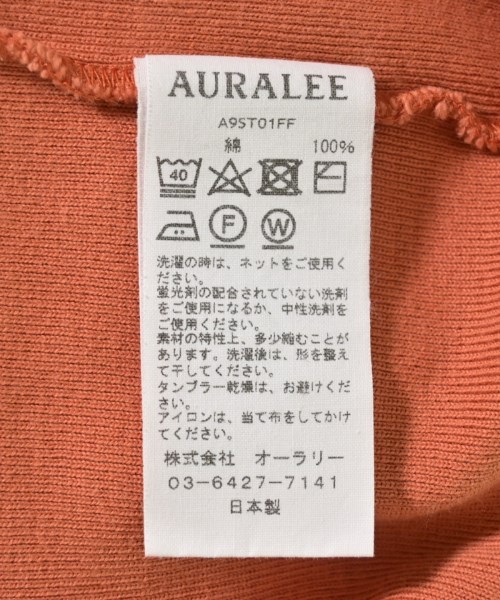 AURALEE
A9ST01FF
綿 100%
40
F W
洗濯の時は、ネットをご使用く
ださい。
蛍光剤の配合されていない洗剤
をご使用になるか、中性洗剤を
ご使用ください。
素材の特性上、多少縮むことが
あります。洗濯後は、形を整え
て干してください。
タンブラー乾燥は、お避けくだ
さい。
アイロンは、当て布をしてかけ
てください。
株式会社 オーラリー
03-6427-7141
日本製